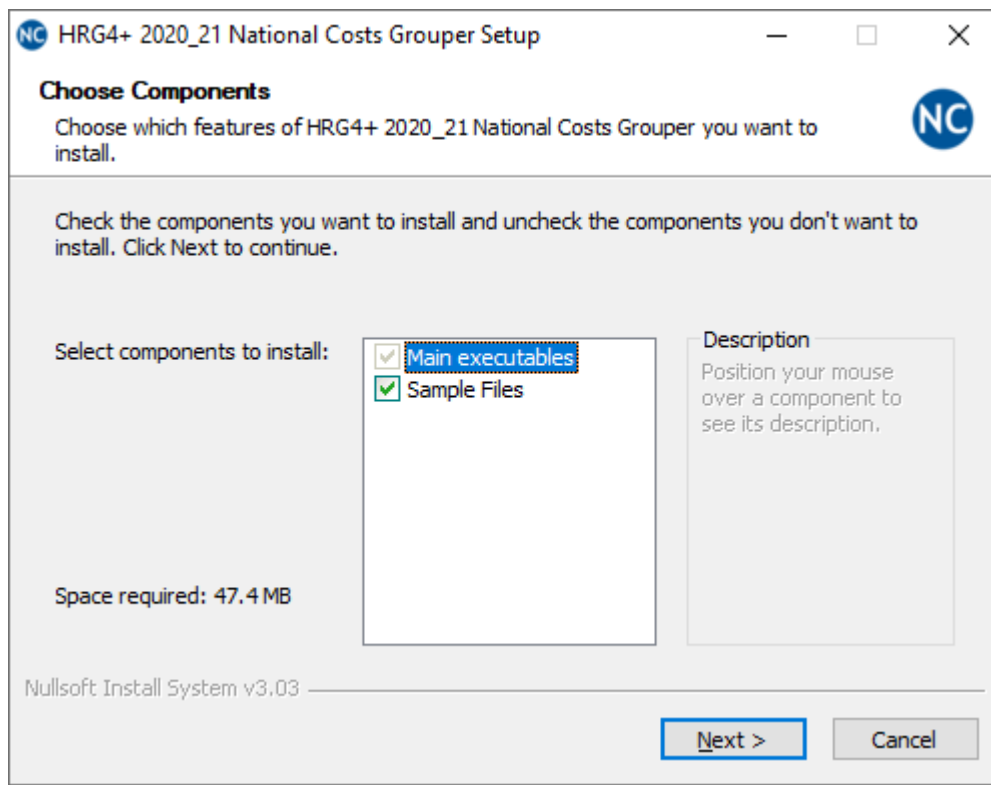 NC HRG4+ 2020_21 National Costs Grouper Setup
Choose Components
Choose which features of HRG4+ 2020_21 National Costs Grouper you want to
install.
NC
Check the components you want to install and uncheck the components you don't want to
install. Click Next to continue.
Select components to install:
Main executables
Sample Files
Description
Position your mouse
over a component to
see its description.
Space required: 47.4 MB
Nullsoft Install System v3.03
Next >
Cancel